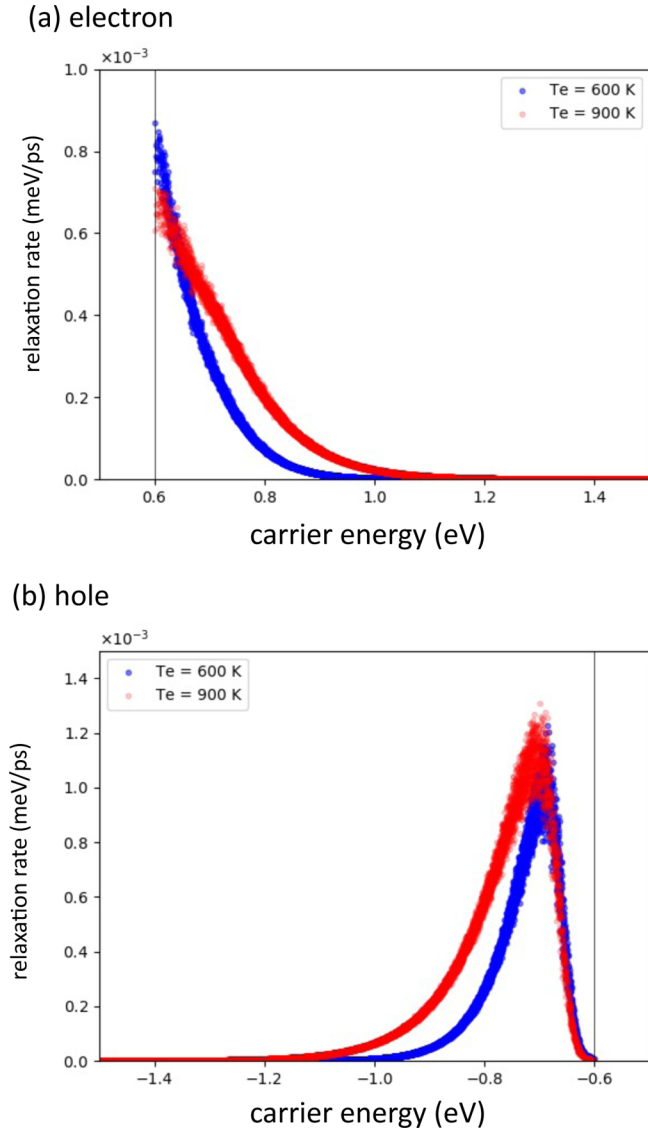 (a) electron
×10⁻³
1.0
Te = 600 K
Te = 900 K
0.8
0.6
0.4
0.2
0.0
relaxation rate (meV/ps)
0.6 0.8 1.0 1.2 1.4
carrier energy (eV)
(b) hole
×10⁻³
Te = 600 K
Te = 900 K
1.4
1.2
1.0
0.8
0.6
0.4
0.2
0.0
relaxation rate (meV/ps)
−1.4 −1.2 −1.0 −0.8 −0.6
carrier energy (eV)